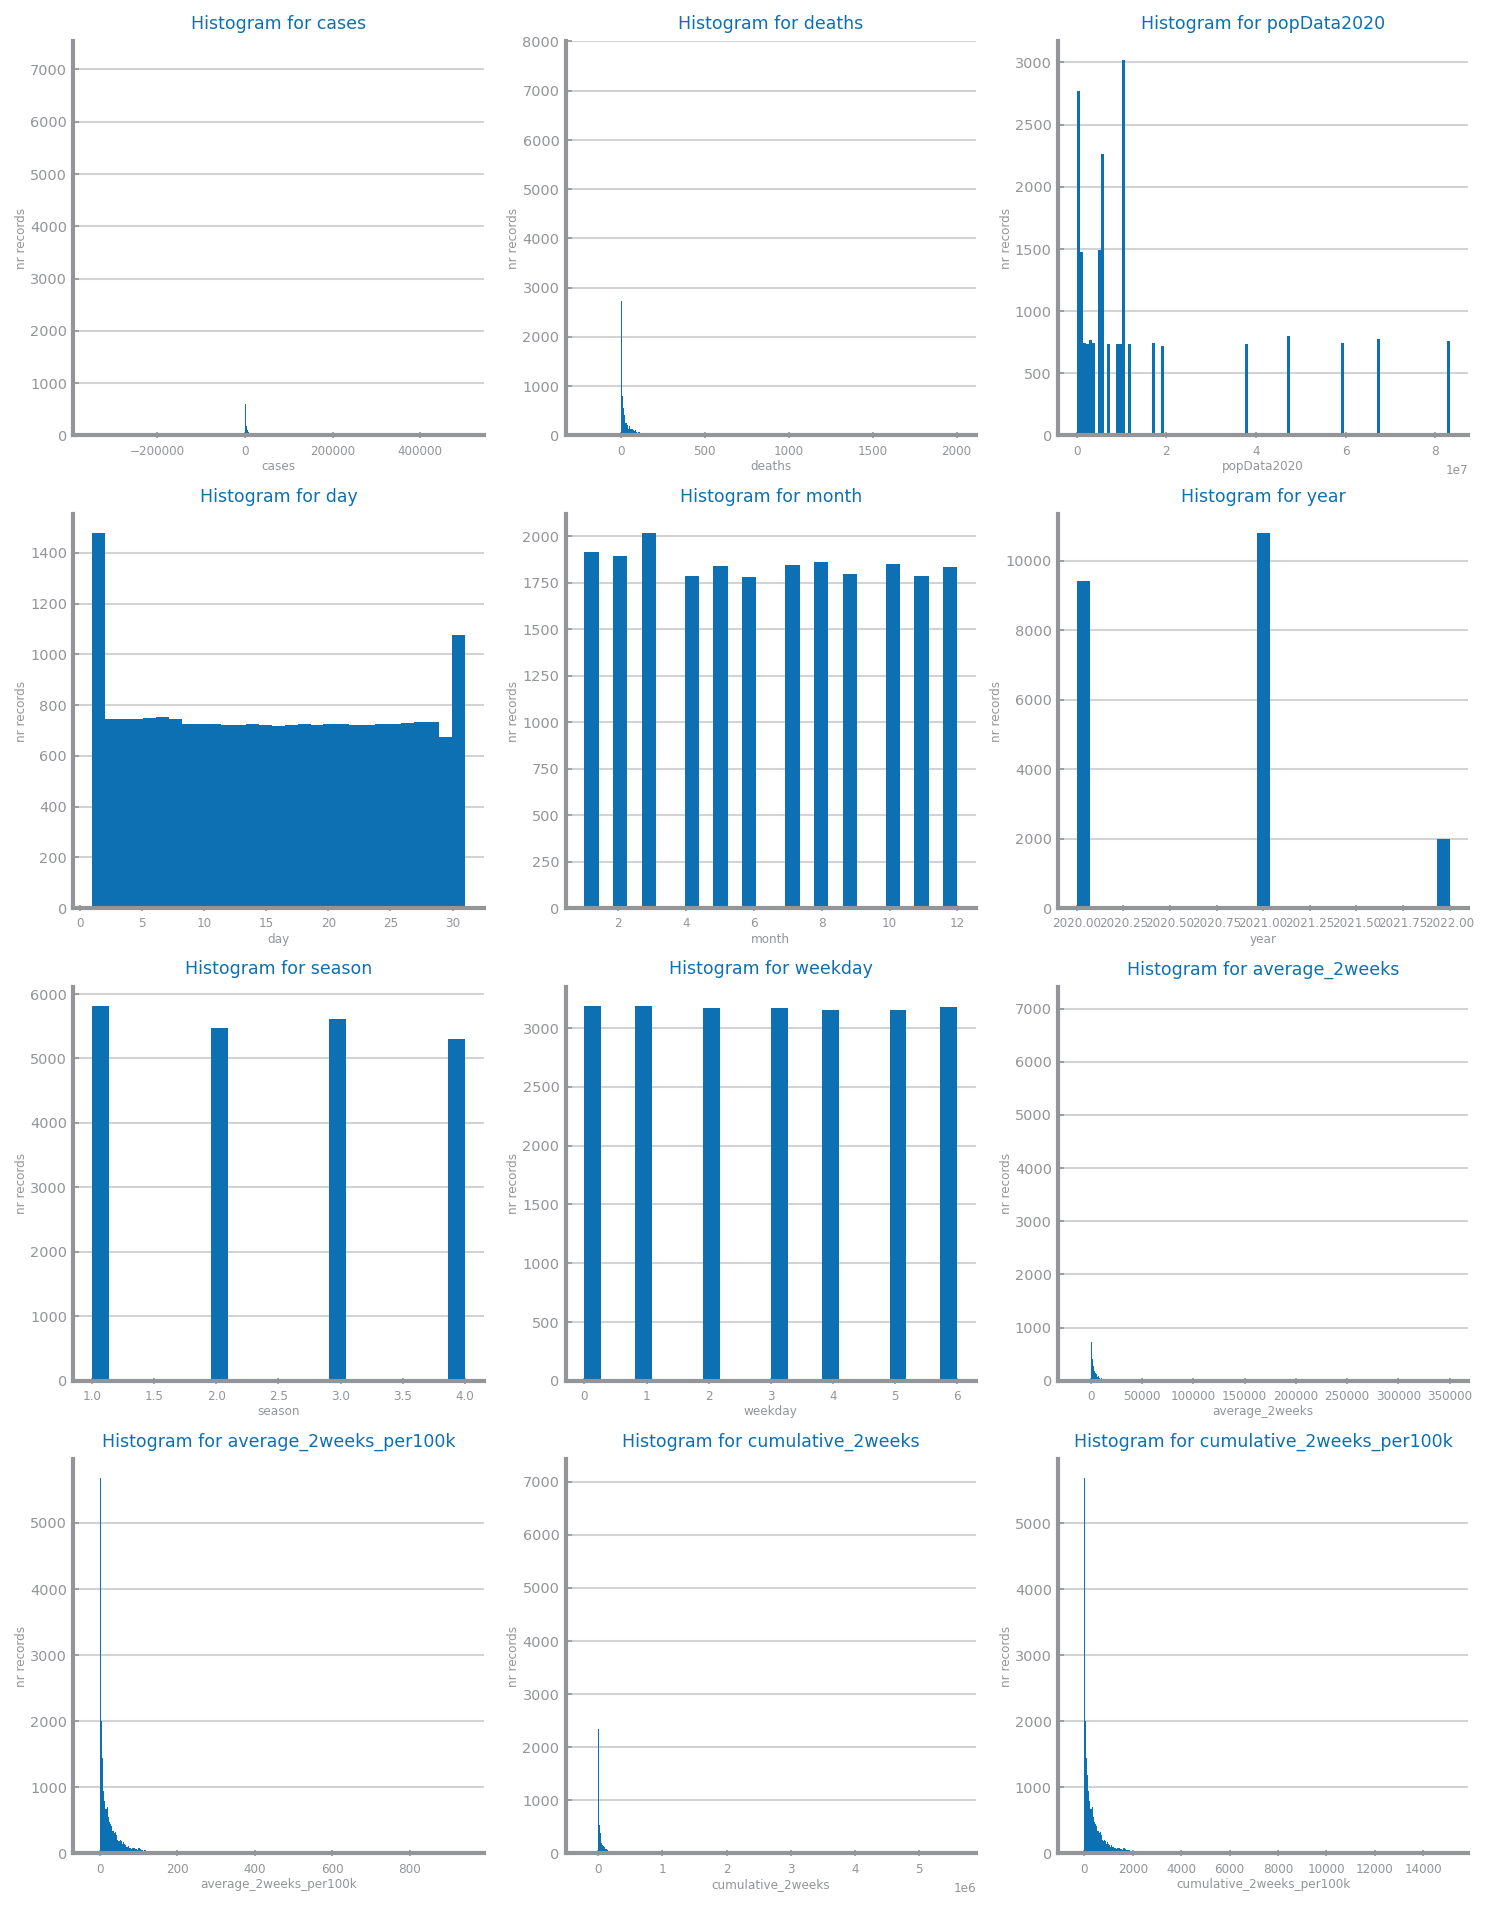 Histogram for cases
7000
6000
5000
4000
3000
2000
1000
0
nr records
−200000 0 200000 400000
cases
Histogram for deaths
8000
7000
6000
5000
4000
3000
2000
1000
0
nr records
0 500 1000 1500 2000
deaths
Histogram for popData2020
3000
2500
2000
1500
1000
500
0
nr records
0 2 4 6 8
1e7
popData2020
Histogram for day
1400
1200
1000
800
600
400
200
0
nr records
0 5 10 15 20 25 30
day
Histogram for month
2000
1750
1500
1250
1000
750
500
250
0
nr records
2 4 6 8 10 12
month
Histogram for year
10000
8000
6000
4000
2000
0
nr records
2020.00 2020.25 2020.50 2020.75 2021.00 2021.25 2021.50 2021.75 2022.00
year
Histogram for season
6000
5000
4000
3000
2000
1000
0
nr records
1.0 1.5 2.0 2.5 3.0 3.5 4.0
season
Histogram for weekday
3000
2500
2000
1500
1000
500
0
nr records
0 1 2 3 4 5 6
weekday
Histogram for average_2weeks
7000
6000
5000
4000
3000
2000
1000
0
nr records
0 50000 100000 150000 200000 250000 300000 350000
average_2weeks
Histogram for average_2weeks_per100k
5000
4000
3000
2000
1000
0
nr records
0 200 400 600 800
average_2weeks_per100k
Histogram for cumulative_2weeks
7000
6000
5000
4000
3000
2000
1000
0
nr records
0 1 2 3 4 5
1e6
cumulative_2weeks
Histogram for cumulative_2weeks_per100k
5000
4000
3000
2000
1000
0
nr records
0 2000 4000 6000 8000 10000 12000 14000
cumulative_2weeks_per100k